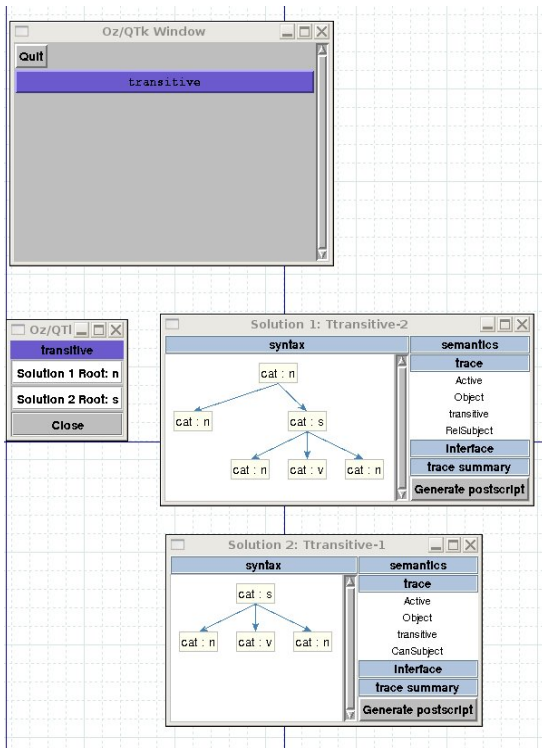 Oz/QTk Window
Quit
transitive
Oz/QTl
transitive
Solution 1 Root: n
Solution 2 Root: s
Close
Solution 1: Ttransitive-2
syntax
semantics
trace
cat : n
Active
Object
cat : n
cat : s
transitive
RelSubject
Interface
cat : n
cat : v
cat : n
trace summary
Generate postscript
Solution 2: Ttransitive-1
syntax
semantics
trace
cat : s
Active
Object
cat : n
cat : v
cat : n
transitive
CanSubject
Interface
trace summary
Generate postscript